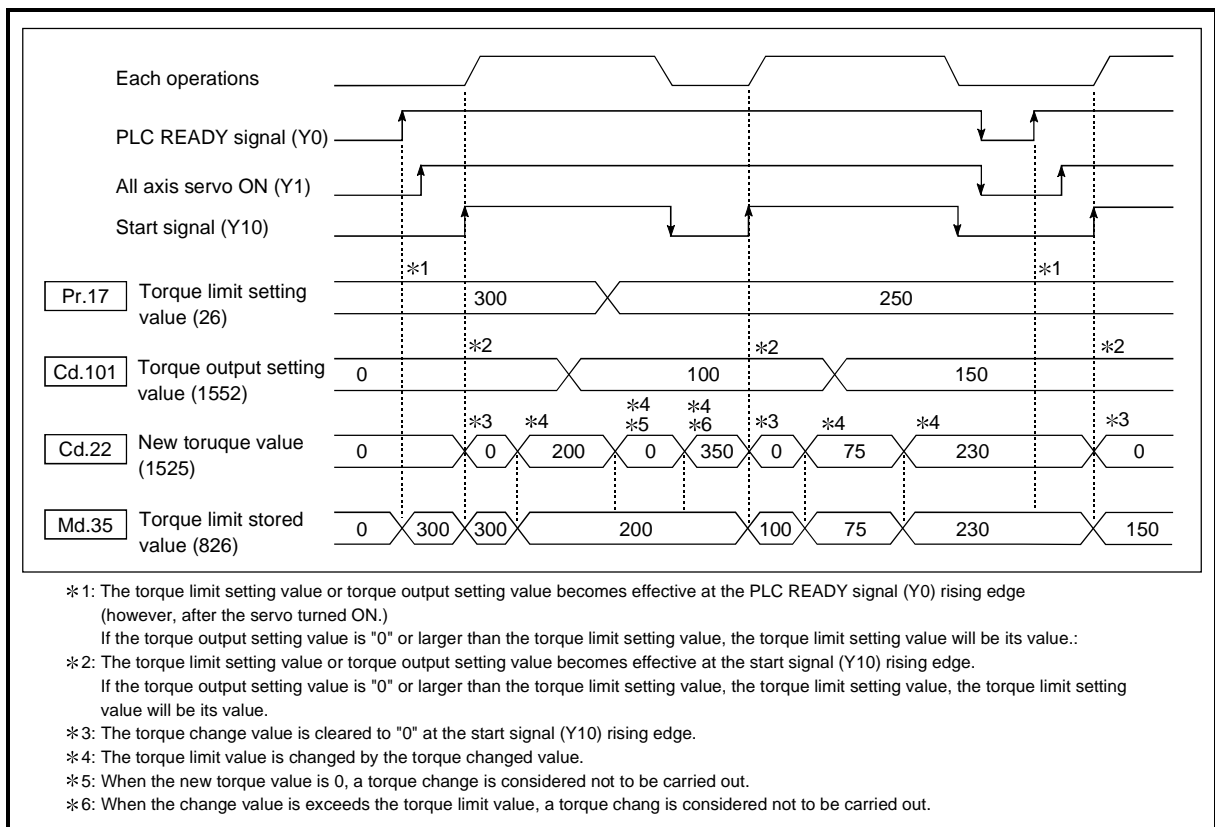 Each operations
PLC READY signal (Y0)
All axis servo ON (Y1)
Start signal (Y10)
*1 *1
Pr.17 Torque limit setting
value (26)
300 250
*2 *2 *2
Cd.101 Torque output setting
value (1552)
0 100 150
*4 *4
*3 *4 *5 *6 *3 *4 *4 *3
Cd.22 New toruque value
(1525)
0 0 200 0 350 0 75 230 0
Md.35 Torque limit stored
value (826)
0 300 300 200 100 75 230 150
*1: The torque limit setting value or torque output setting value becomes effective at the PLC READY signal (Y0) rising edge
(however, after the servo turned ON.)
If the torque output setting value is "0" or larger than the torque limit setting value, the torque limit setting value will be its value.:
*2: The torque limit setting value or torque output setting value becomes effective at the start signal (Y10) rising edge.
If the torque output setting value is "0" or larger than the torque limit setting value, the torque limit setting value, the torque limit setting
value will be its value.
*3: The torque change value is cleared to "0" at the start signal (Y10) rising edge.
*4: The torque limit value is changed by the torque changed value.
*5: When the new torque value is 0, a torque change is considered not to be carried out.
*6: When the change value is exceeds the torque limit value, a torque chang is considered not to be carried out.